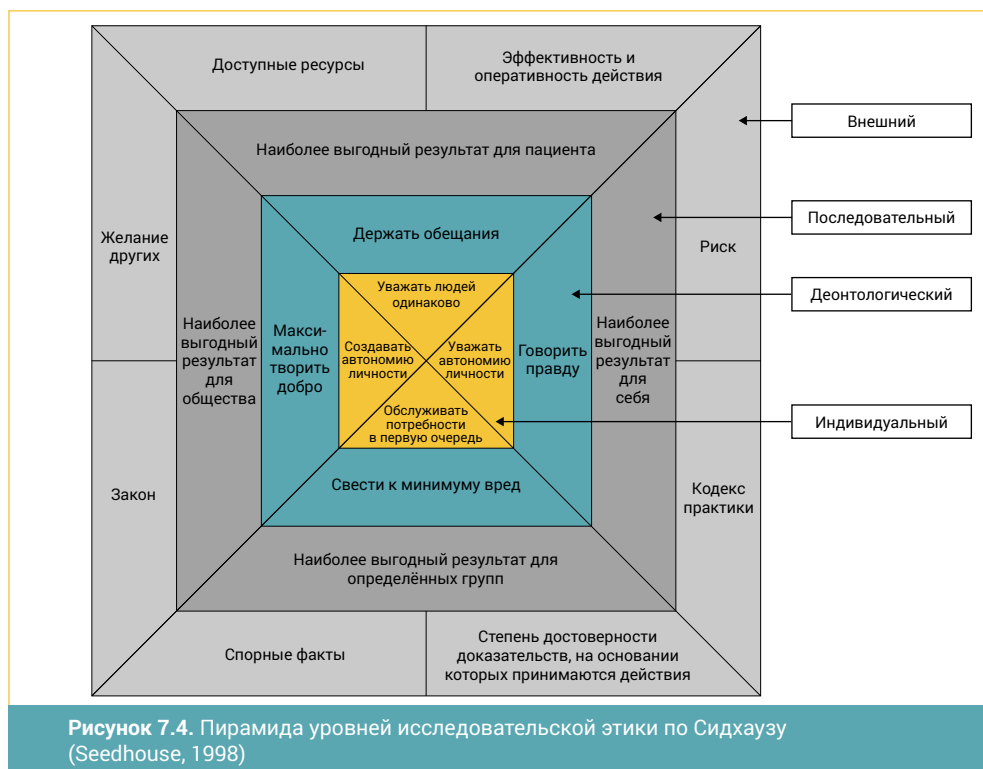 Доступные ресурсы
Эффективность и
оперативность действия
Внешний
Наиболее выгодный результат для пациента
Последовательный
Держать обещания
Желание
других
Риск
Уважать людей
одинаково
Деонтологический
Наиболее
выгодный
результат
для
общества
Макси-
мально
творить
добро
Создавать
автономию
личности
Уважать
автономию
личности
Говорить
правду
Наиболее
выгодный
результат
для
себя
Обслуживать
потребности
в первую очередь
Индивидуальный
Свести к минимуму вред
Закон
Кодекс
практики
Наиболее выгодный результат для
определённых групп
Спорные факты
Степень достоверности
доказательств, на основании
которых принимаются действия
Рисунок 7.4. Пирамида уровней исследовательской этики по Сидхаузу
(Seedhouse, 1998)